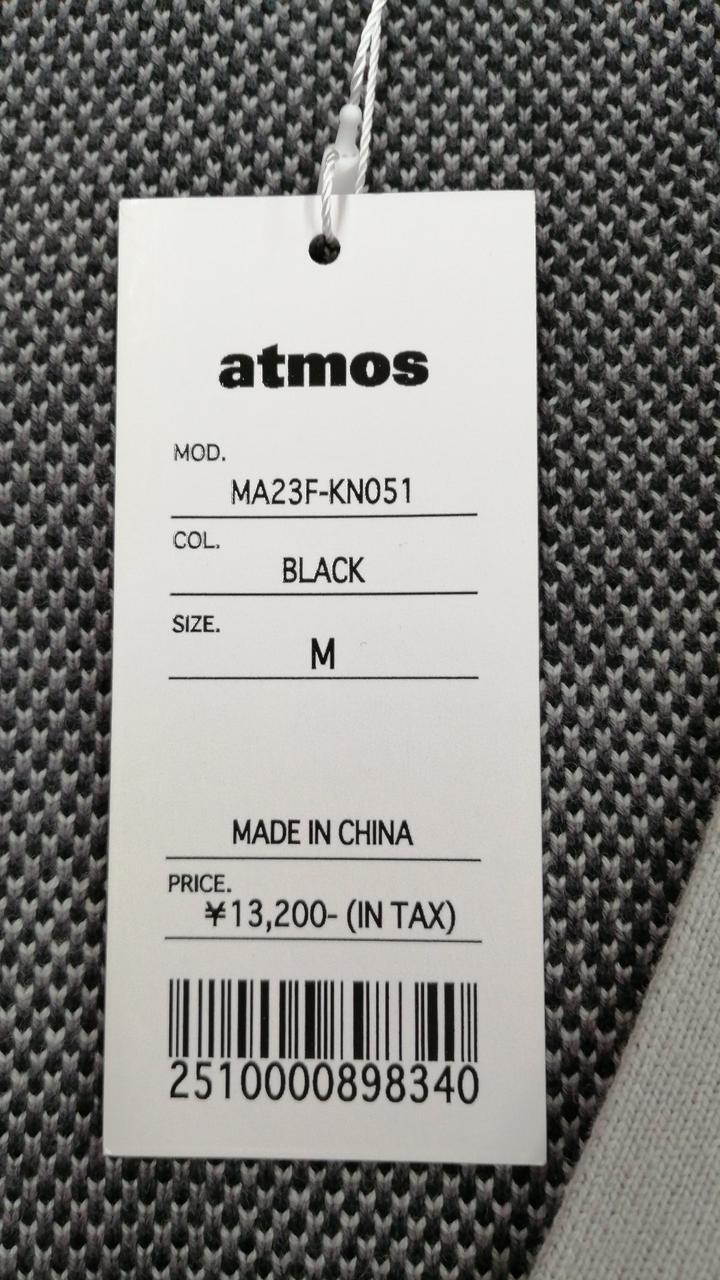 atmos
MOD.
MA23F-KN051
COL.
BLACK
SIZE.
M
MADE IN CHINA
PRICE.
¥13,200- (IN TAX)
2510000898340